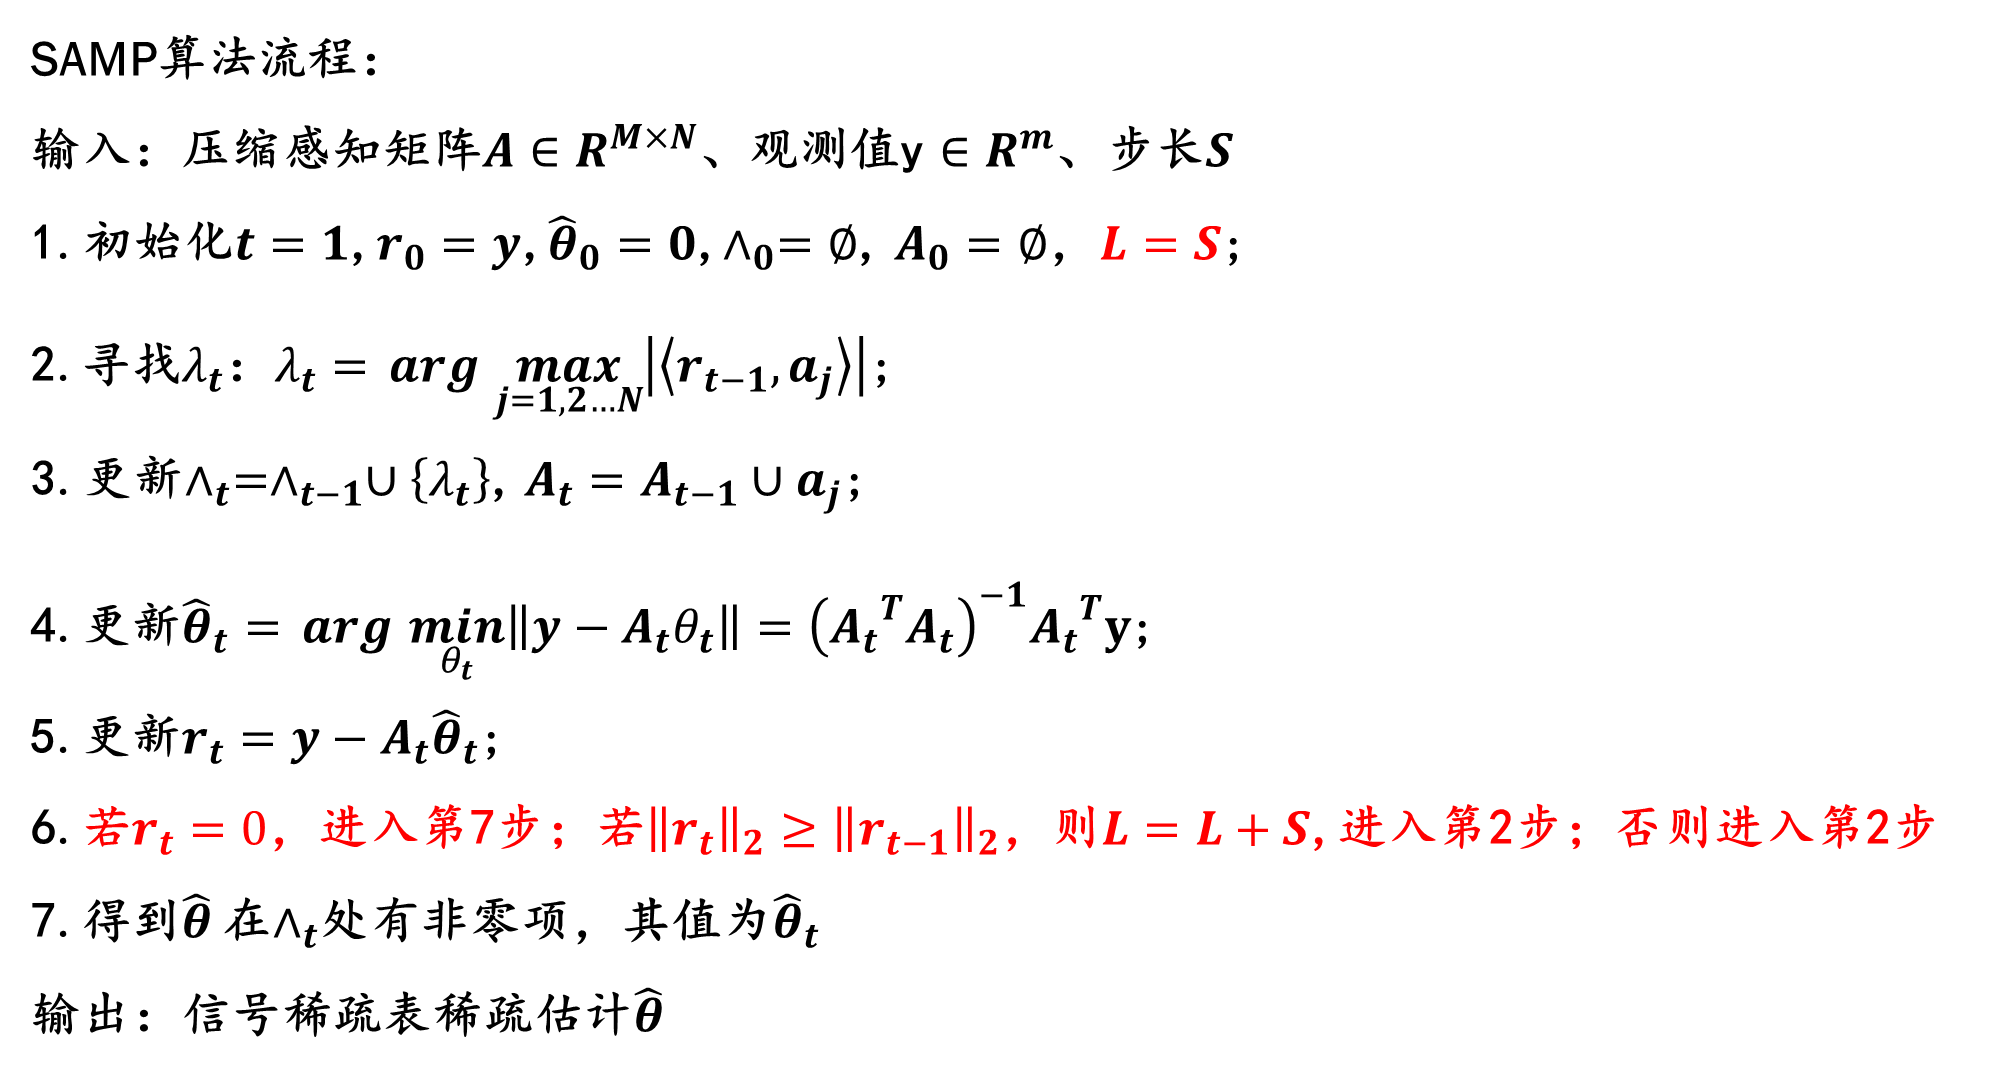 SAMP算法流程：
输入：压缩感知矩阵A ∈ R^{M×N}、观测值y ∈ R^m、步长S
1. 初始化t = 1, r_0 = y, θ̂_0 = 0, ∧_0= ∅, A_0 = ∅, L = S;
2. 寻找λ_t：λ_t = arg max_{j=1,2…N}|⟨r_{t−1}, a_j⟩|;
3. 更新∧_t=∧_{t−1}∪ {λ_t}, A_t = A_{t−1} ∪ a_j;
4. 更新θ̂_t = arg min_{θ_t}‖y − A_tθ_t‖ = (A_t^T A_t)^{−1}A_t^T y;
5. 更新r_t = y − A_tθ̂_t;
6. 若r_t = 0，进入第7步；若‖r_t‖_2 ≥ ‖r_{t−1}‖_2，则L = L + S,进入第2步；否则进入第2步
7. 得到θ̂ 在∧_t处有非零项，其值为θ̂_t
输出：信号稀疏表稀疏估计θ̂